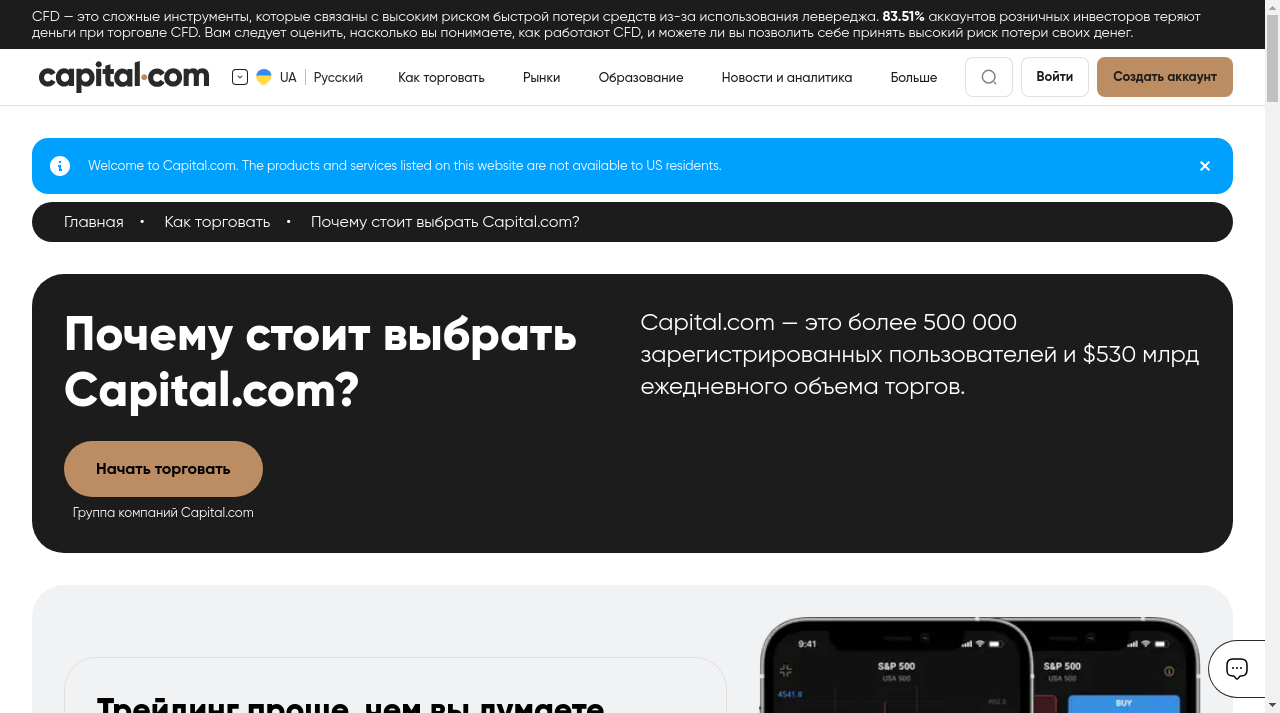 CFD — это сложные инструменты, которые связаны с высоким риском быстрой потери средств из-за использования левереджа. 83.51% аккаунтов розничных инвесторов теряют
деньги при торговле CFD. Вам следует оценить, насколько вы понимаете, как работают CFD, и можете ли вы позволить себе принять высокий риск потери своих денег.
capital.com UA Русский Как торговать Рынки Образование Новости и аналитика Больше Войти Создать аккаунт
Welcome to Capital.com. The products and services listed on this website are not available to US residents.
Главная • Как торговать • Почему стоит выбрать Capital.com?
Почему стоит выбрать
Capital.com?
Начать торговать
Группа компаний Capital.com
Capital.com — это более 500 000
зарегистрированных пользователей и $530 млрд
ежедневного объема торгов.
Трейдинг проще, чем вы думаете
9:41
S&P 500
USA 500
4541.8
9:41
S&P 500
USA 500
BUY